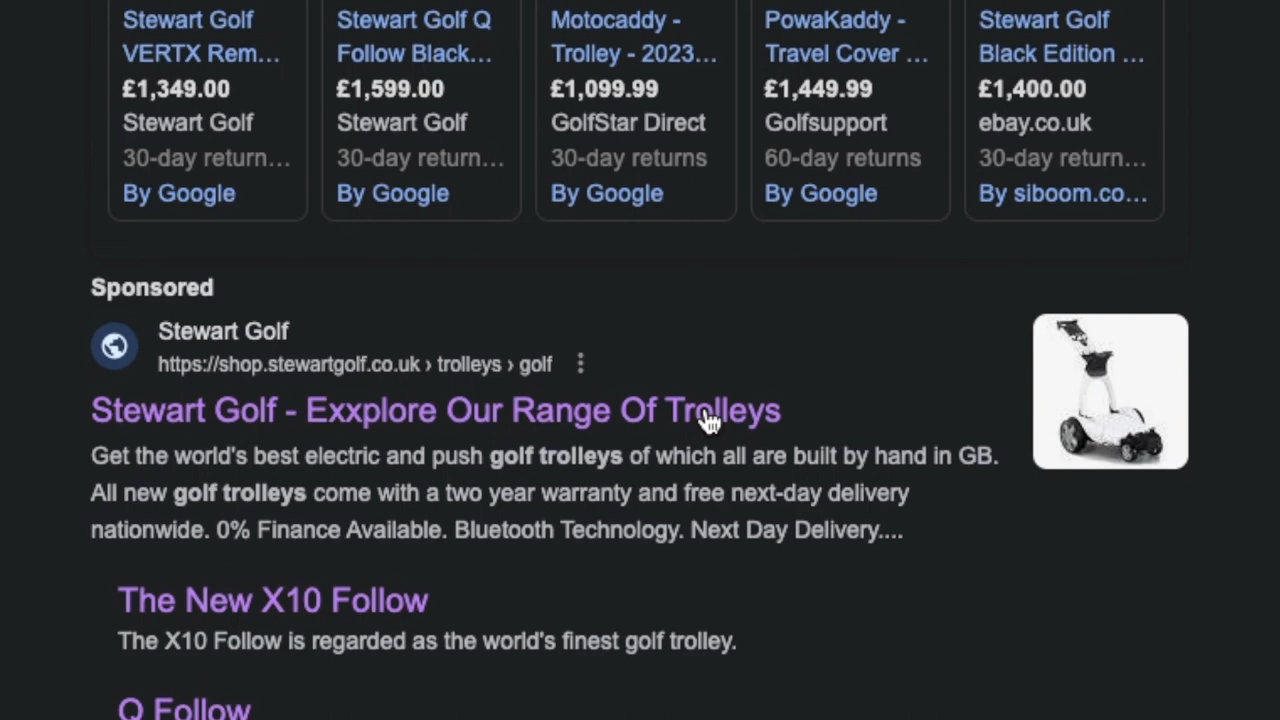 Stewart Golf
VERTX Rem...
£1,349.00
Stewart Golf
30-day return...
By Google
Stewart Golf Q
Follow Black...
£1,599.00
Stewart Golf
30-day return...
By Google
Motocaddy -
Trolley - 2023...
£1,099.99
GolfStar Direct
30-day returns
By Google
PowaKaddy -
Travel Cover ...
£1,449.99
Golfsupport
60-day returns
By Google
Stewart Golf
Black Edition ...
£1,400.00
ebay.co.uk
30-day return...
By siboom.co...
Sponsored
Stewart Golf
https://shop.stewartgolf.co.uk › trolleys › golf
Stewart Golf - Exxplore Our Range Of Trolleys
Get the world's best electric and push golf trolleys of which all are built by hand in GB.
All new golf trolleys come with a two year warranty and free next-day delivery
nationwide. 0% Finance Available. Bluetooth Technology. Next Day Delivery....
The New X10 Follow
The X10 Follow is regarded as the world's finest golf trolley.
Q Follow